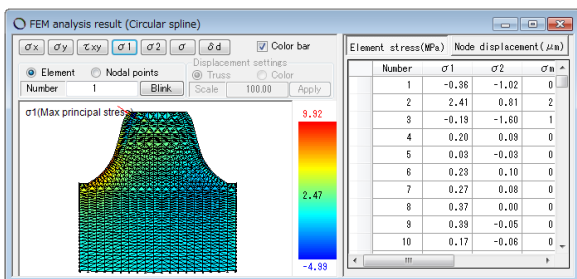 FEM analysis result (Circular spline)
σx σy τxy σ1 σ2 σ δd Color bar
Displacement settings
Element Nodal points Truss Color
Number 1 Blink Scale 100.00 Apply
σ1(Max principal stress)
9.92
2.47
-4.99
Element stress(MPa) Node displacement(μm)
Number σ1 σ2 σm
1 -0.36 -1.02 0
2 2.41 0.81 2
3 -0.19 -1.60 1
4 0.20 0.09 0
5 0.03 -0.03 0
6 0.23 0.10 0
7 0.27 0.08 0
8 0.37 0.00 0
9 0.39 -0.05 0
10 0.17 -0.06 0